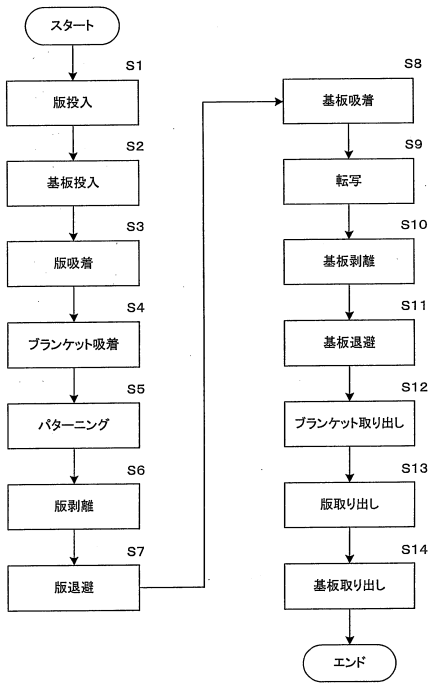 スタート
S1
版投入
S2
基板投入
S3
版吸着
S4
ブランケット吸着
S5
パターニング
S6
版剥離
S7
版退避
S8
基板吸着
S9
転写
S10
基板剥離
S11
基板退避
S12
ブランケット取り出し
S13
版取り出し
S14
基板取り出し
エンド